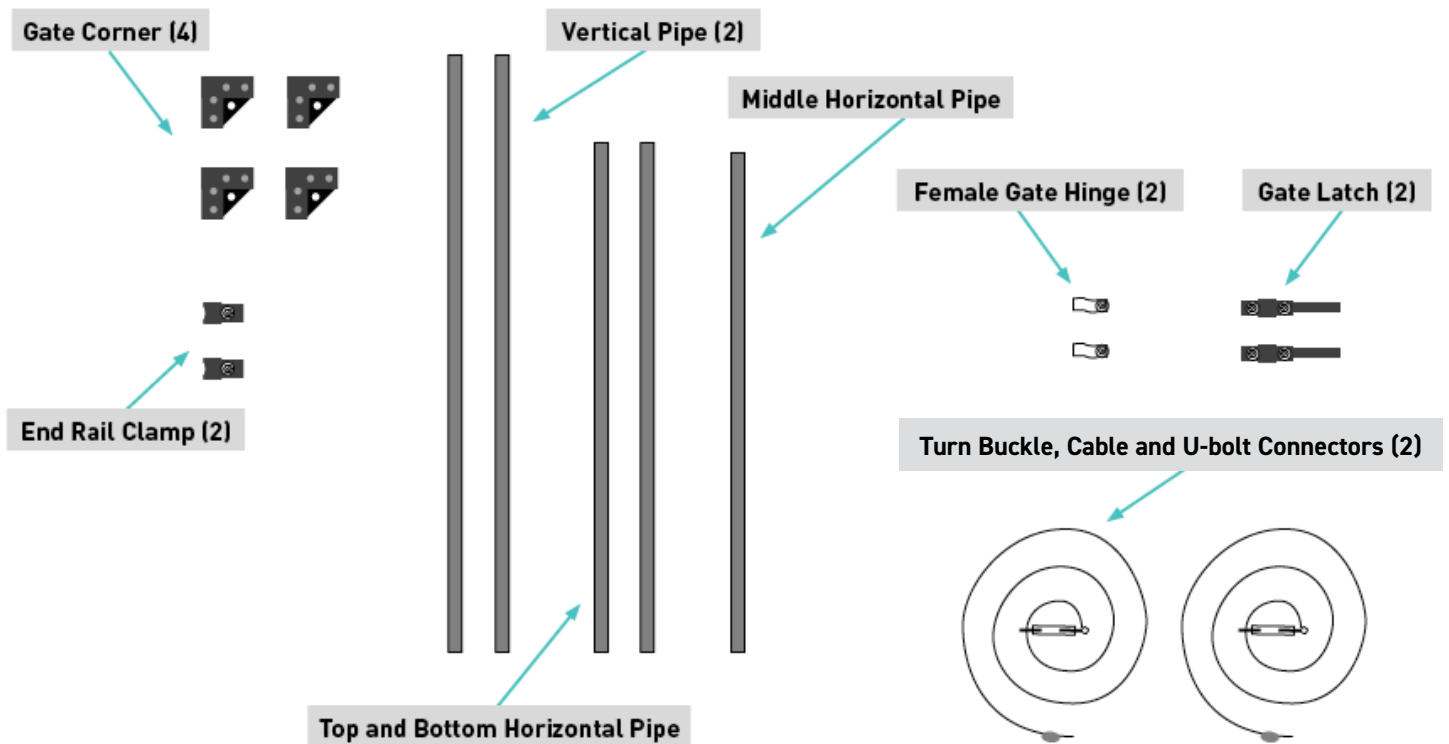 Gate Corner (4)
Vertical Pipe (2)
Middle Horizontal Pipe
Female Gate Hinge (2)
Gate Latch (2)
End Rail Clamp (2)
Turn Buckle, Cable and U-bolt Connectors (2)
Top and Bottom Horizontal Pipe